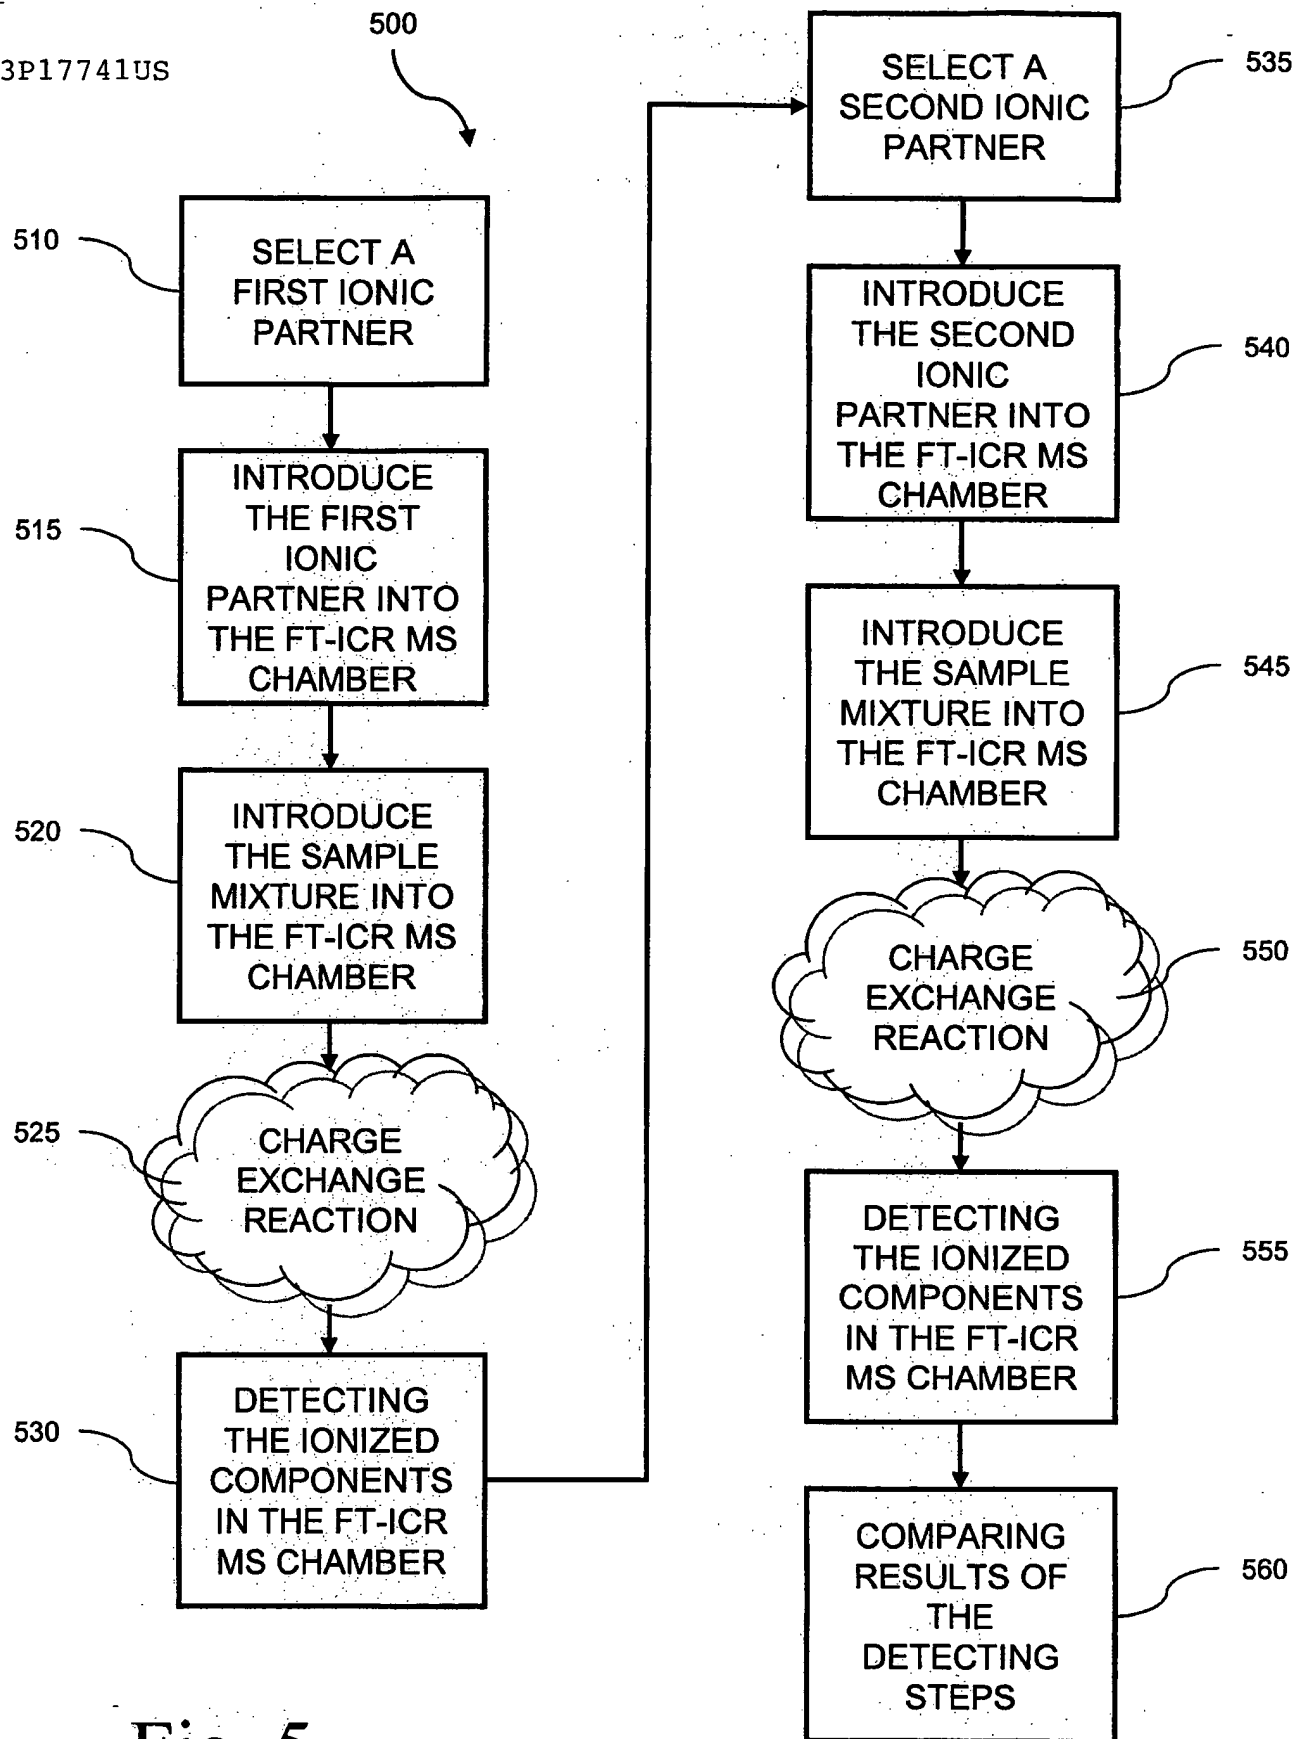 500
3P17741US
510
SELECT A
FIRST IONIC
PARTNER
515
INTRODUCE
THE FIRST
IONIC
PARTNER INTO
THE FT-ICR MS
CHAMBER
520
INTRODUCE
THE SAMPLE
MIXTURE INTO
THE FT-ICR MS
CHAMBER
525
CHARGE
EXCHANGE
REACTION
530
DETECTING
THE IONIZED
COMPONENTS
IN THE FT-ICR
MS CHAMBER
535
SELECT A
SECOND IONIC
PARTNER
540
INTRODUCE
THE SECOND
IONIC
PARTNER INTO
THE FT-ICR MS
CHAMBER
545
INTRODUCE
THE SAMPLE
MIXTURE INTO
THE FT-ICR MS
CHAMBER
550
CHARGE
EXCHANGE
REACTION
555
DETECTING
THE IONIZED
COMPONENTS
IN THE FT-ICR
MS CHAMBER
560
COMPARING
RESULTS OF
THE
DETECTING
STEPS
Fig. 5